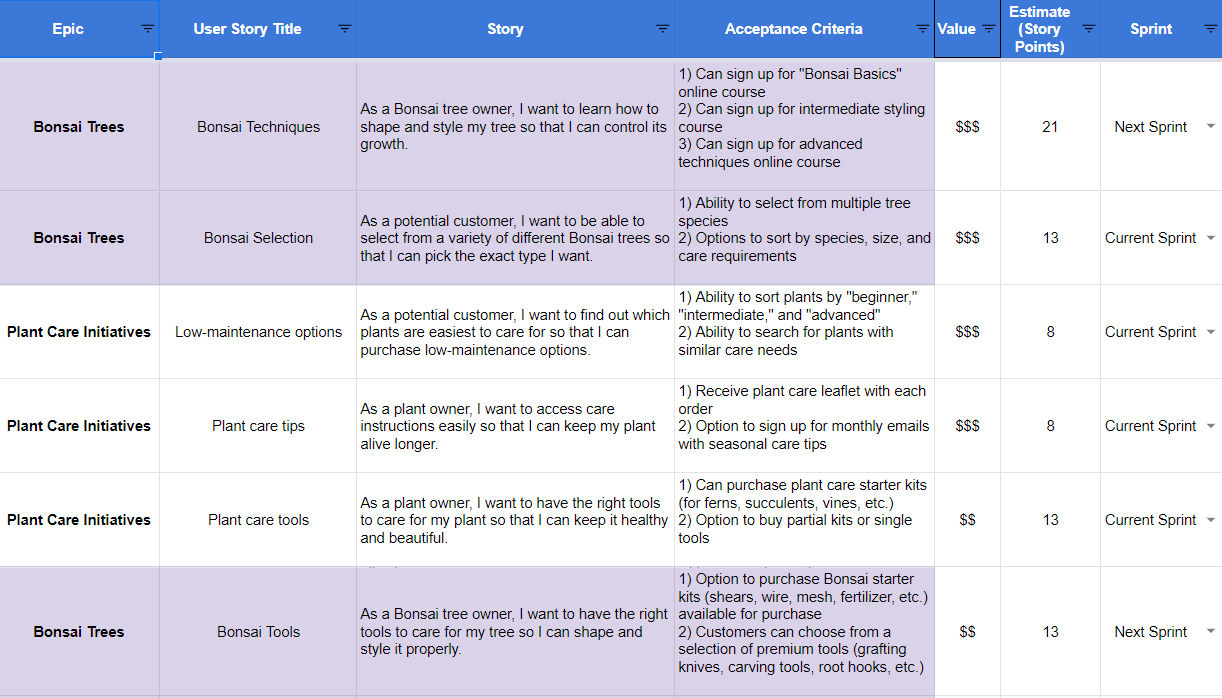 Epic
User Story Title
Story
Acceptance Criteria
Value
Estimate
(Story
Points)
Sprint
Bonsai Trees
Bonsai Techniques
As a Bonsai tree owner, I want to learn how to
shape and style my tree so that I can control its
growth.
1) Can sign up for "Bonsai Basics"
online course
2) Can sign up for intermediate styling
course
3) Can sign up for advanced
techniques online course
$$$
21
Next Sprint
Bonsai Trees
Bonsai Selection
As a potential customer, I want to be able to
select from a variety of different Bonsai trees so
that I can pick the exact type I want.
1) Ability to select from multiple tree
species
2) Options to sort by species, size, and
care requirements
$$$
13
Current Sprint
Plant Care Initiatives
Low-maintenance options
As a potential customer, I want to find out which
plants are easiest to care for so that I can
purchase low-maintenance options.
1) Ability to sort plants by "beginner,"
"intermediate," and "advanced"
2) Ability to search for plants with
similar care needs
$$$
8
Current Sprint
Plant Care Initiatives
Plant care tips
As a plant owner, I want to access care
instructions easily so that I can keep my plant
alive longer.
1) Receive plant care leaflet with each
order
2) Option to sign up for monthly emails
with seasonal care tips
$$$
8
Current Sprint
Plant Care Initiatives
Plant care tools
As a plant owner, I want to have the right tools
to care for my plant so that I can keep it healthy
and beautiful.
1) Can purchase plant care starter kits
(for ferns, succulents, vines, etc.)
2) Option to buy partial kits or single
tools
$$
13
Current Sprint
Bonsai Trees
Bonsai Tools
As a Bonsai tree owner, I want to have the right
tools to care for my tree so I can shape and
style it properly.
1) Option to purchase Bonsai starter
kits (shears, wire, mesh, fertilizer, etc.)
available for purchase
2) Customers can choose from a
selection of premium tools (grafting
knives, carving tools, root hooks, etc.)
$$
13
Next Sprint